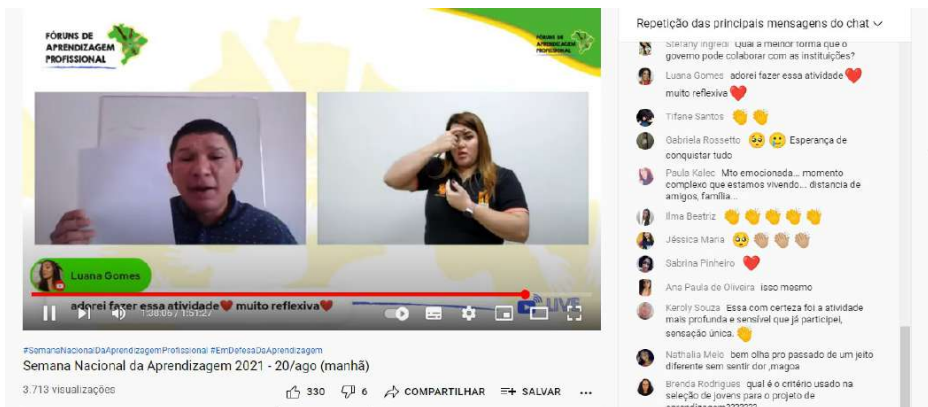 FÓRUNS DE
APRENDIZAGEM
PROFISSIONAL
FÓRUNS DE
APRENDIZAGEM
PROFISSIONAL
Luana Gomes
adorei fazer essa atividade❤ muito reflexiva❤
1:38:06 / 1:51:27
LIVE
#SemanaNacionalDaAprendizagemProfissional #EmDefesaDaAprendizagem
Semana Nacional da Aprendizagem 2021 - 20/ago (manhã)
3.713 visualizações
330
6
COMPARTILHAR
SALVAR
...
Repetição das principais mensagens do chat
Stefany Ingredi Qual a melhor forma que o
governo pode colaborar com as instituições?
Luana Gomes adorei fazer essa atividade❤
muito reflexiva❤
Tifane Santos 👏👏
Gabriela Rossetto 🥺🥲 Esperança de
conquistar tudo
Paula Kalec Mto emocionada... momento
complexo que estamos vivendo... distancia de
amigos, família...
Ilma Beatriz 👏👏👏👏👏
Jéssica Maria 🥺👏🏼👏🏼👏🏼
Sabrina Pinheiro ❤
Ana Paula de Oliveira isso mesmo
Karoly Souza Essa com certeza foi a atividade
mais profunda e sensível que já participei,
sensação única. 👏
Nathalia Melo bem olha pro passado de um jeito
diferente sem sentir dor ,magoa
Brenda Rodrigues qual é o critério usado na
seleção de jovens para o projeto de